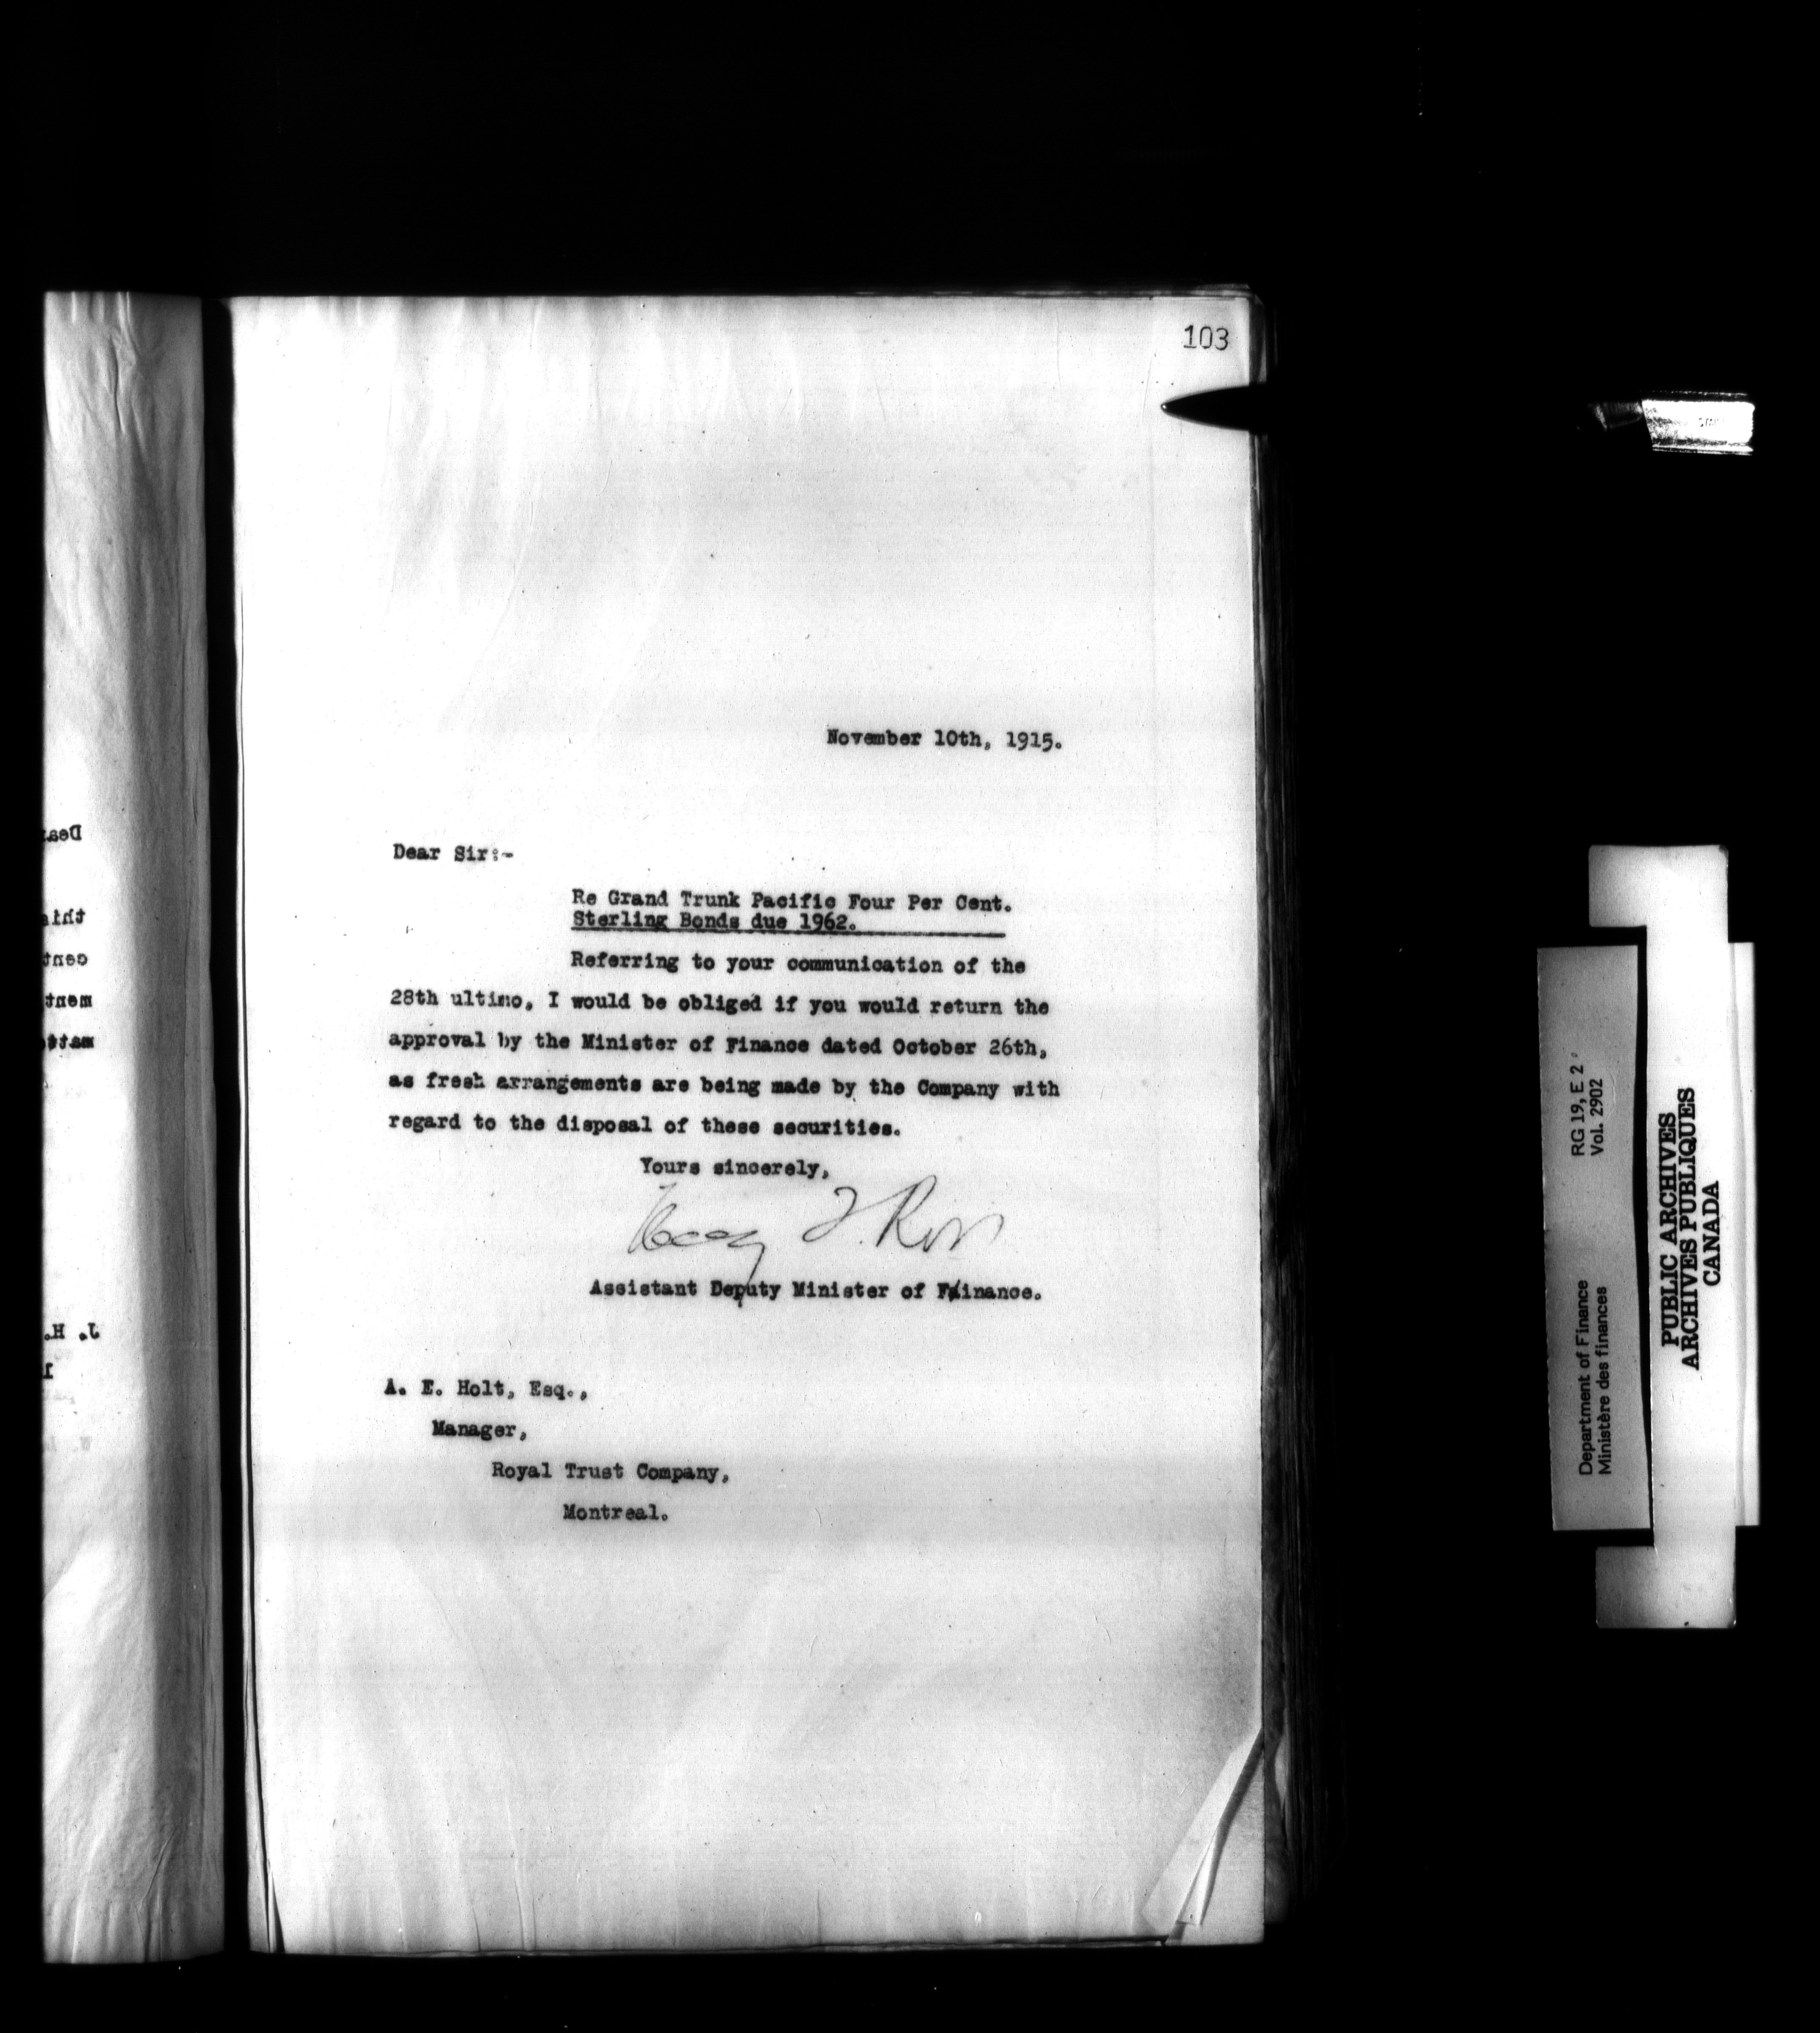 103
November 10th, 1915.
Dear Sir:-
Re Grand Trunk Pacific Four Per Cent.
Sterling Bonds due 1962.
Referring to your communication of the
28th ultimo, I would be obliged if you would return the
approval by the Minister of Finance dated October 26th,
as fresh arrangements are being made by the Company with
regard to the disposal of these securities.
Yours sincerely,
Assistant Deputy Minister of Finance.
A. E. Holt, Esq.,
Manager,
Royal Trust Company,
Montreal.
Department of Finance RG 19, E 2
Ministère des finances Vol. 2902
PUBLIC ARCHIVES
ARCHIVES PUBLIQUES
CANADA